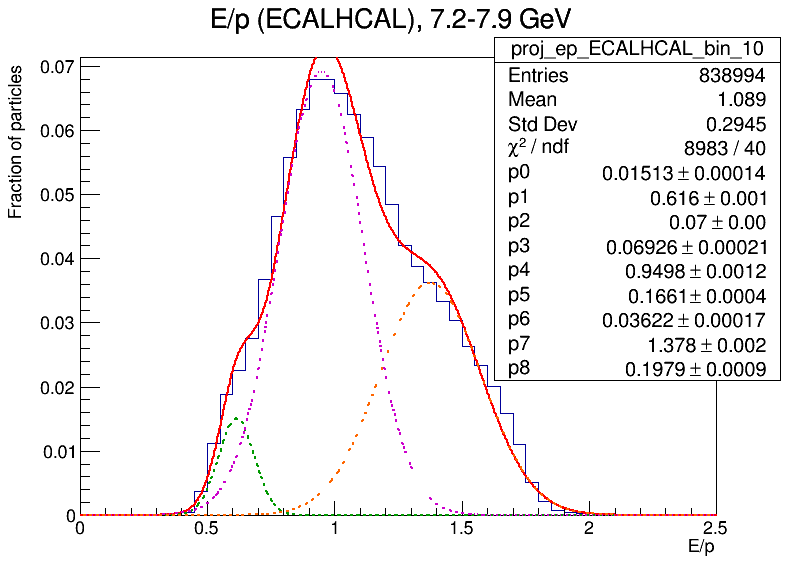 E/p (ECALHCAL), 7.2-7.9 GeV
proj_ep_ECALHCAL_bin_10
Entries 838994
Mean 1.089
Std Dev 0.2945
χ² / ndf 8983 / 40
p0 0.01513 ± 0.00014
p1 0.616 ± 0.001
p2 0.07 ± 0.00
p3 0.06926 ± 0.00021
p4 0.9498 ± 0.0012
p5 0.1661 ± 0.0004
p6 0.03622 ± 0.00017
p7 1.378 ± 0.002
p8 0.1979 ± 0.0009
Fraction of particles
0.07
0.06
0.05
0.04
0.03
0.02
0.01
0
0 0.5 1 1.5 2 2.5
E/p